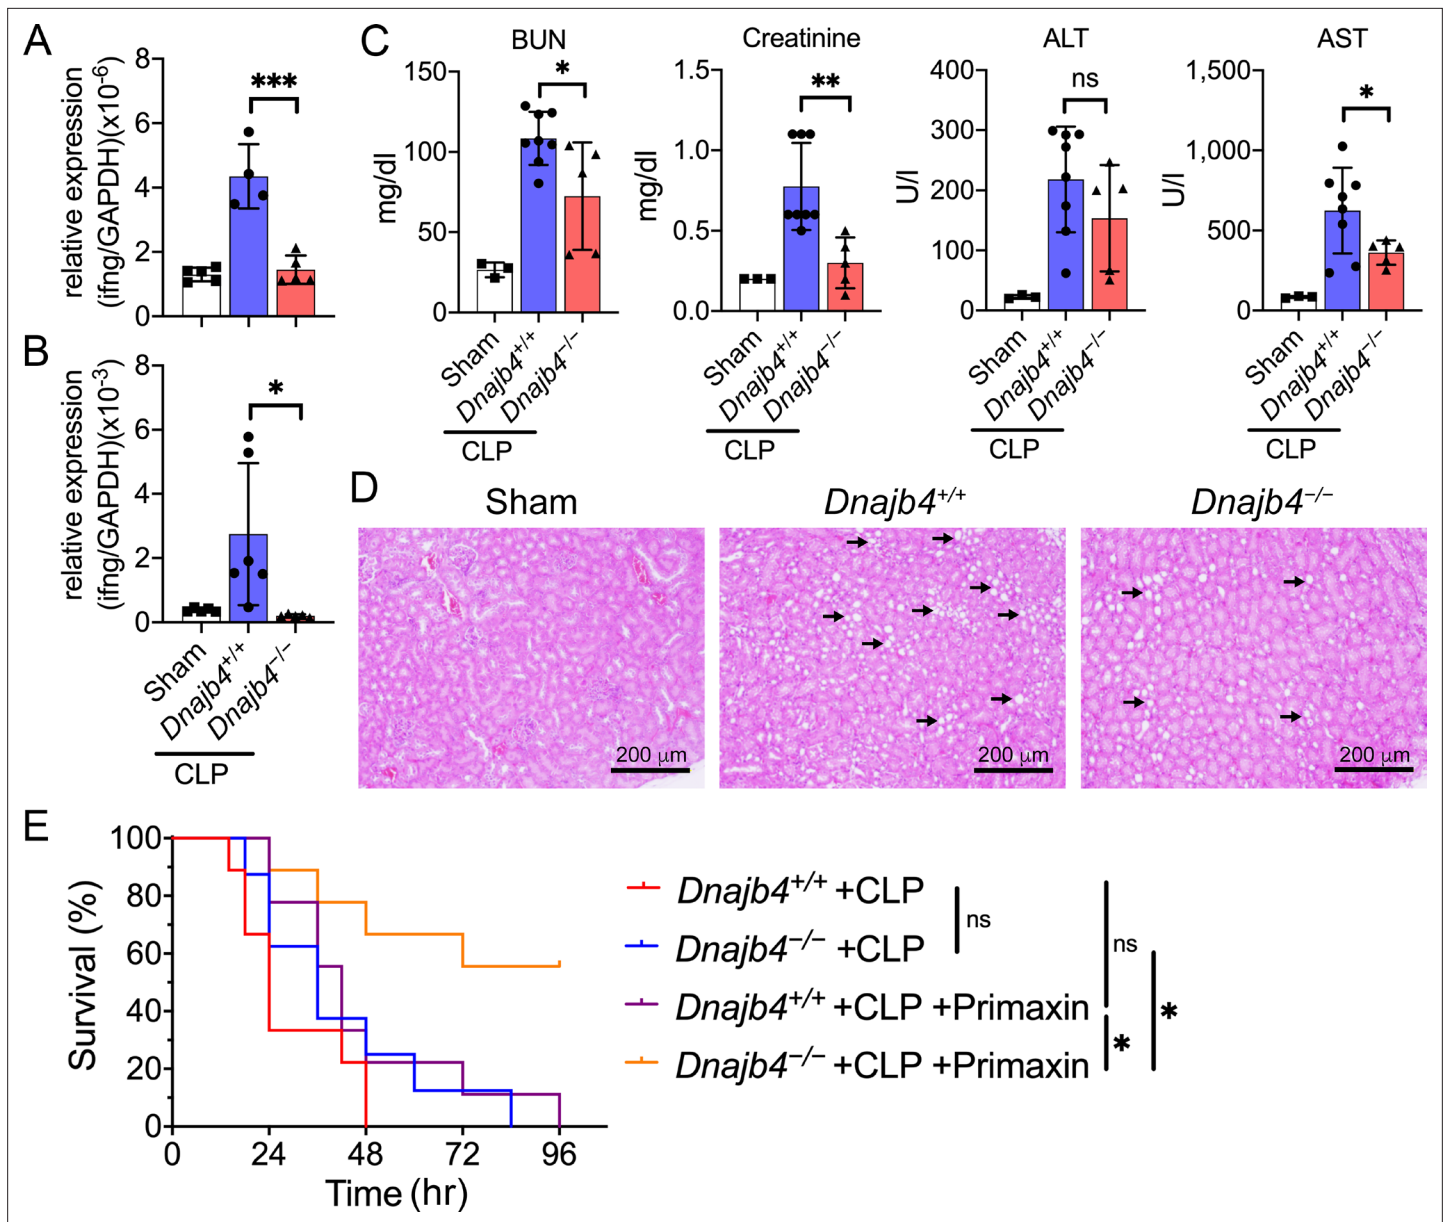 A
relative expression
(ifng/GAPDH)(x10⁻⁶)
8
6
4
2
0
***
B
relative expression
(ifng/GAPDH)(x10⁻³)
8
6
4
2
0
*
Sham
Dnajb4⁺/⁺
Dnajb4⁻/⁻
CLP
C
BUN
mg/dl
150
100
50
0
*
Sham
Dnajb4⁺/⁺
Dnajb4⁻/⁻
CLP
Creatinine
mg/dl
1.5
1.0
0.5
0.0
**
Sham
Dnajb4⁺/⁺
Dnajb4⁻/⁻
CLP
ALT
U/l
400
300
200
100
0
ns
Sham
Dnajb4⁺/⁺
Dnajb4⁻/⁻
CLP
AST
U/l
1,500
1,000
500
0
*
Sham
Dnajb4⁺/⁺
Dnajb4⁻/⁻
CLP
D
Sham
Dnajb4⁺/⁺
Dnajb4⁻/⁻
200 μm
200 μm
200 μm
E
Survival (%)
100
80
60
40
20
0
0 24 48 72 96
Time (hr)
Dnajb4⁺/⁺ +CLP
Dnajb4⁻/⁻ +CLP
Dnajb4⁺/⁺ +CLP +Primaxin
Dnajb4⁻/⁻ +CLP +Primaxin
ns
ns
*
*